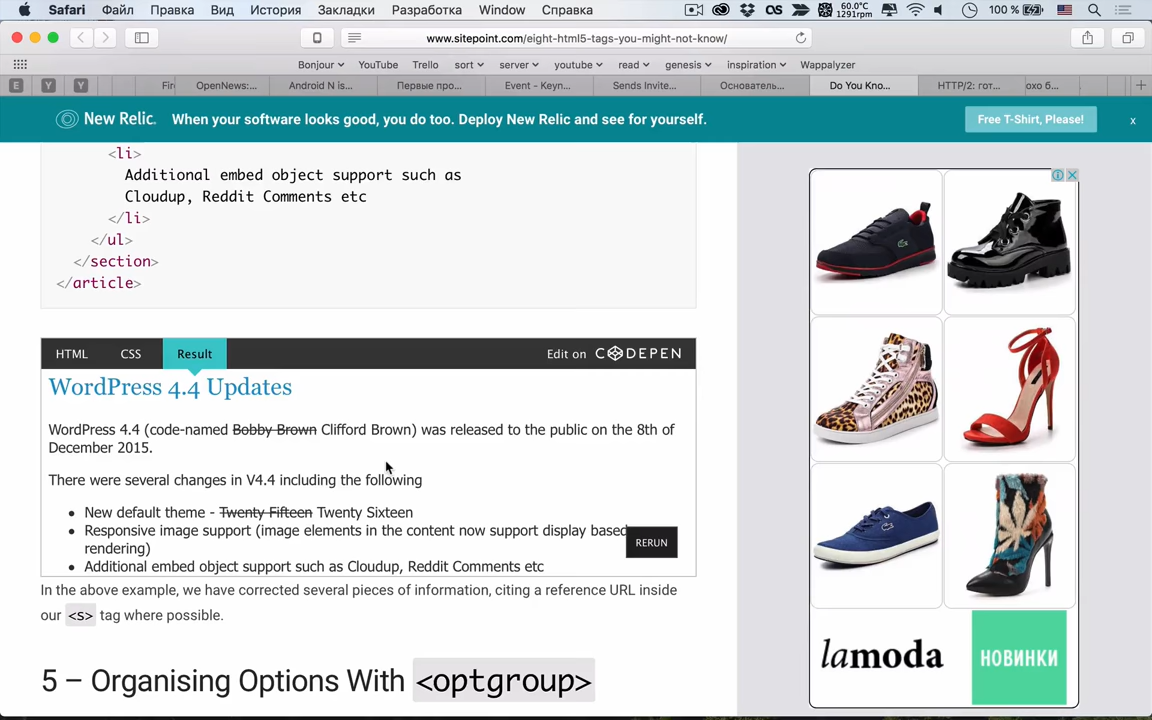 Safari Файл Правка Вид История Закладки Разработка Window Справка 60.0°C 1291rpm 100 %
www.sitepoint.com/eight-html5-tags-you-might-not-know/
Bonjour YouTube Trello sort server youtube read genesis inspiration Wappalyzer
E Y Y Fir OpenNews:... Android N is... Первые про... Event - Keyn... Sends Invite... Основатель... Do You Kno... HTTP/2: гот... охо б...
New Relic. When your software looks good, you do too. Deploy New Relic and see for yourself. Free T-Shirt, Please! x
<li>
Additional embed object support such as
Cloudup, Reddit Comments etc
</li>
</ul>
</section>
</article>
HTML CSS Result Edit on CODEPEN
WordPress 4.4 Updates
WordPress 4.4 (code-named Bobby Brown Clifford Brown) was released to the public on the 8th of
December 2015.
There were several changes in V4.4 including the following
New default theme - Twenty Fifteen Twenty Sixteen
Responsive image support (image elements in the content now support display based
rendering)
RERUN
Additional embed object support such as Cloudup, Reddit Comments etc
In the above example, we have corrected several pieces of information, citing a reference URL inside
our <s> tag where possible.
5 – Organising Options With <optgroup>
lamoda НОВИНКИ